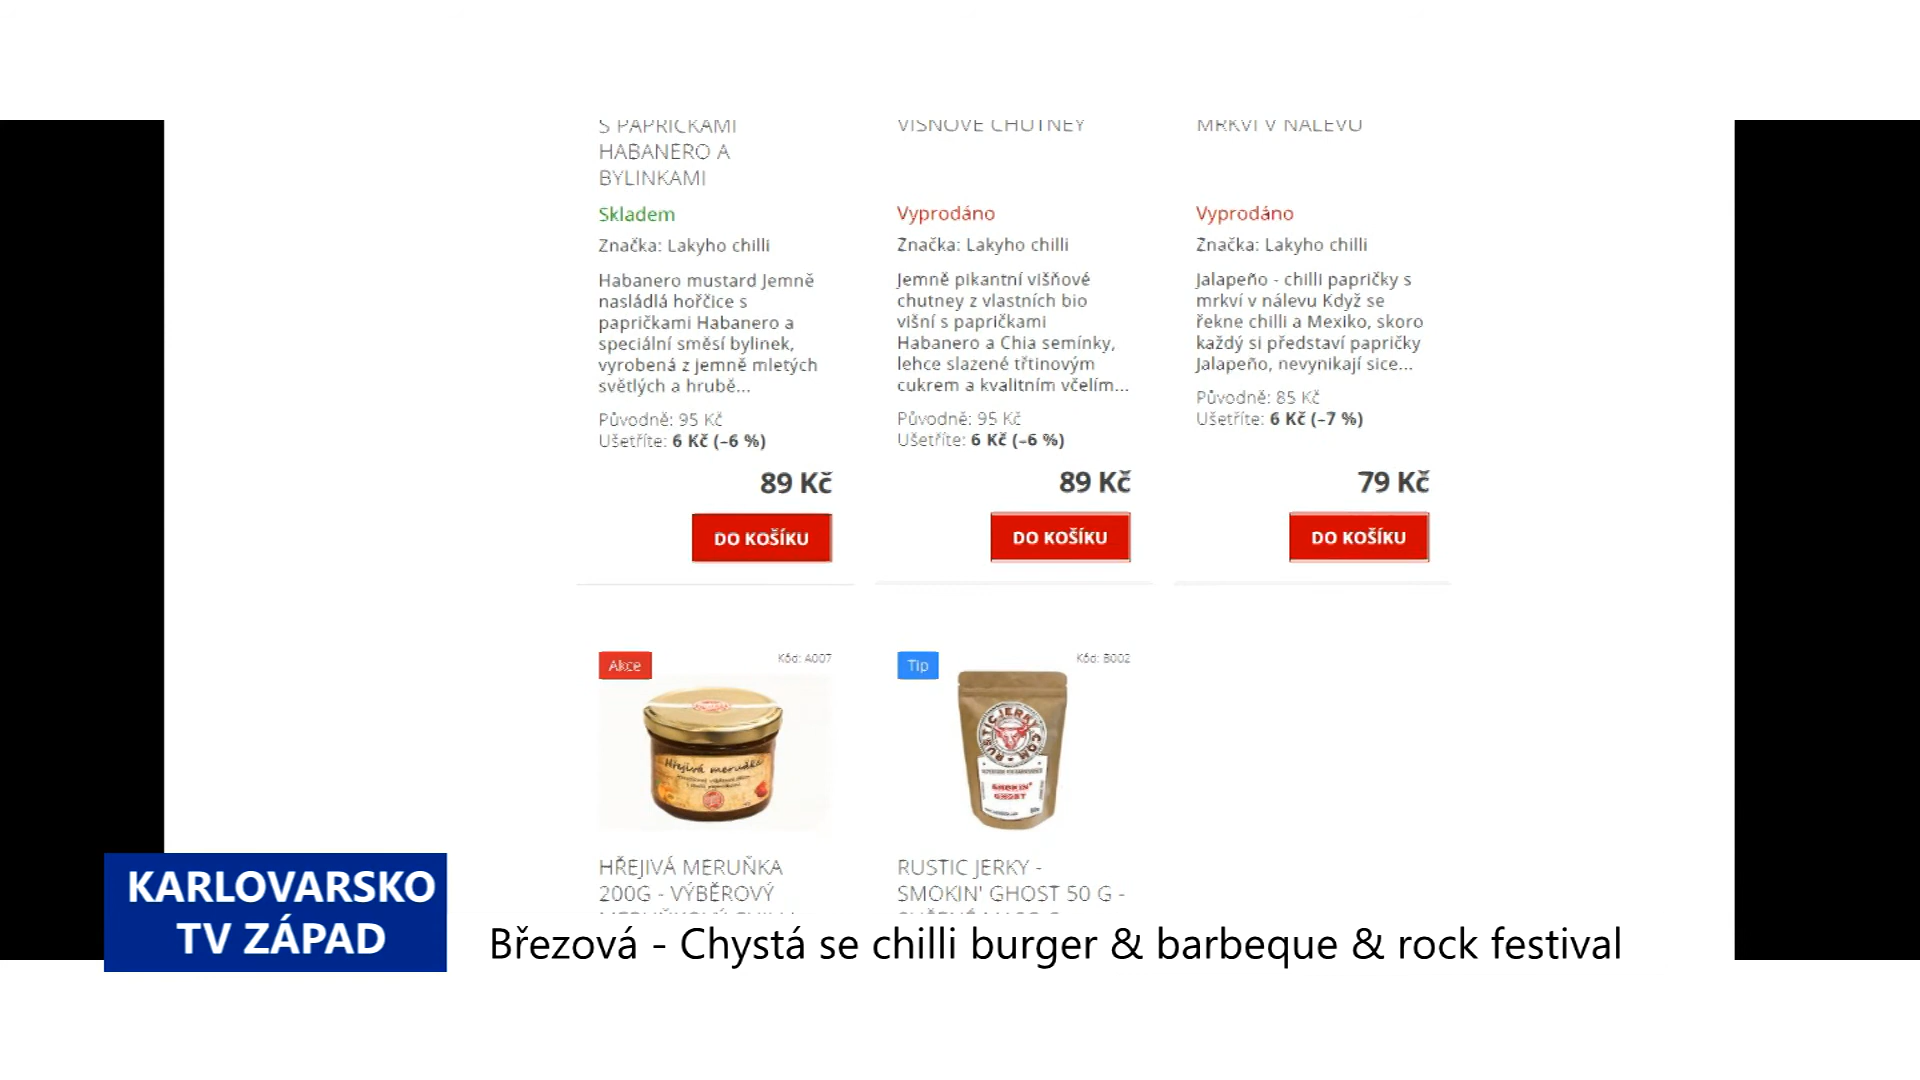 S PAPRIČKAMI
HABANERO A
BYLINKAMI
Skladem
Značka: Lakyho chilli
Habanero mustard Jemně
nasládlá hořčice s
papričkami Habanero a
speciální směsí bylinek,
vyrobená z jemně mletých
světlých a hrubě...
Původně: 95 Kč
Ušetříte: 6 Kč (–6 %)
89 Kč
DO KOŠÍKU
VIŠŇOVÉ CHUTNEY
Vyprodáno
Značka: Lakyho chilli
Jemně pikantní višňové
chutney z vlastních bio
višní s papričkami
Habanero a Chia semínky,
lehce slazené třtinovým
cukrem a kvalitním včelím...
Původně: 95 Kč
Ušetříte: 6 Kč (–6 %)
89 Kč
DO KOŠÍKU
MRKVÍ V NÁLEVU
Vyprodáno
Značka: Lakyho chilli
Jalapeño - chilli papričky s
mrkví v nálevu Když se
řekne chilli a Mexiko, skoro
každý si představí papričky
Jalapeño, nevynikají sice...
Původně: 85 Kč
Ušetříte: 6 Kč (–7 %)
79 Kč
DO KOŠÍKU
Akce
Kód: A007
Hřejivá meruňka
HŘEJIVÁ MERUŇKA
200G - VÝBĚROVÝ
Tip
Kód: B002
RUSTICJERKY.COM
SMOKIN'
GHOST
RUSTIC JERKY -
SMOKIN' GHOST 50 G -
KARLOVARSKO
TV ZÁPAD
Březová - Chystá se chilli burger & barbeque & rock festival